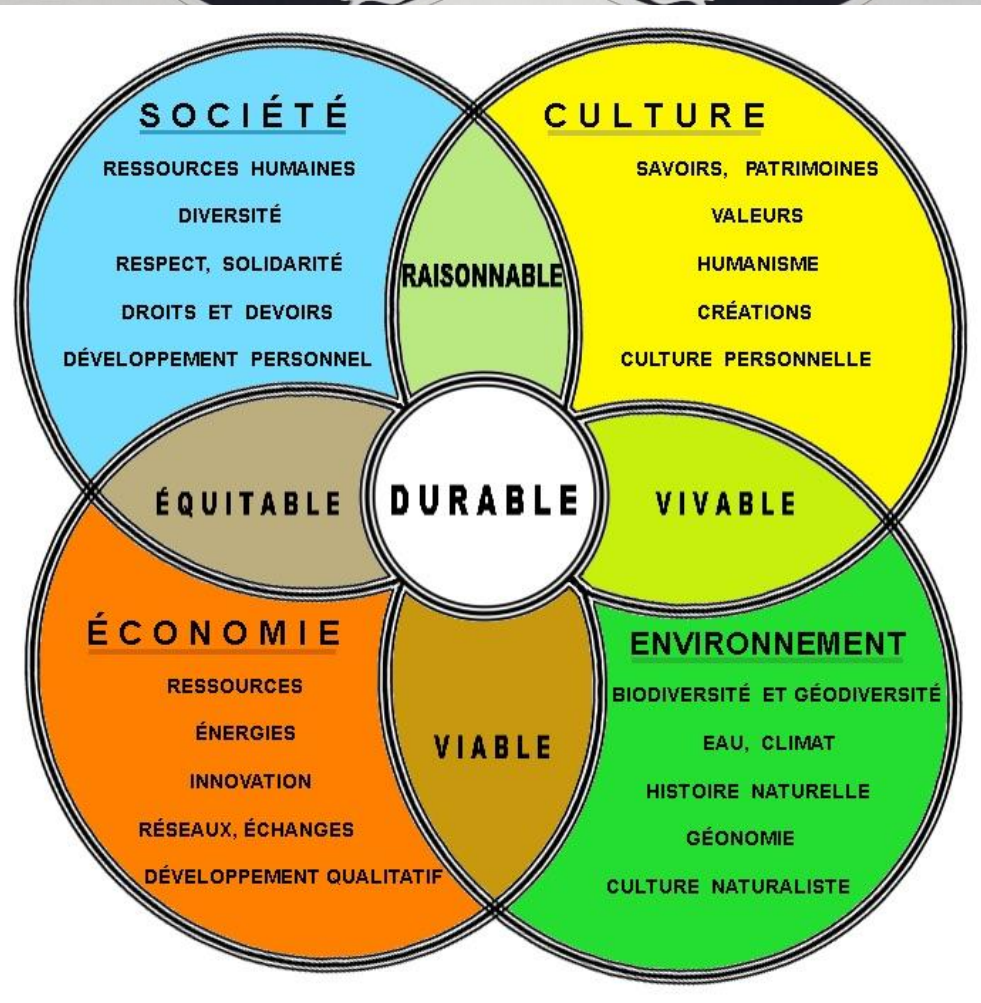 SOCIÉTÉ
RESSOURCES HUMAINES
DIVERSITÉ
RESPECT, SOLIDARITÉ
DROITS ET DEVOIRS
DÉVELOPPEMENT PERSONNEL
CULTURE
SAVOIRS, PATRIMOINES
VALEURS
HUMANISME
CRÉATIONS
CULTURE PERSONNELLE
RAISONNABLE
ÉQUITABLE
DURABLE
VIVABLE
ÉCONOMIE
RESSOURCES
ÉNERGIES
INNOVATION
RÉSEAUX, ÉCHANGES
DÉVELOPPEMENT QUALITATIF
VIABLE
ENVIRONNEMENT
BIODIVERSITÉ ET GÉODIVERSITÉ
EAU, CLIMAT
HISTOIRE NATURELLE
GÉONOMIE
CULTURE NATURALISTE